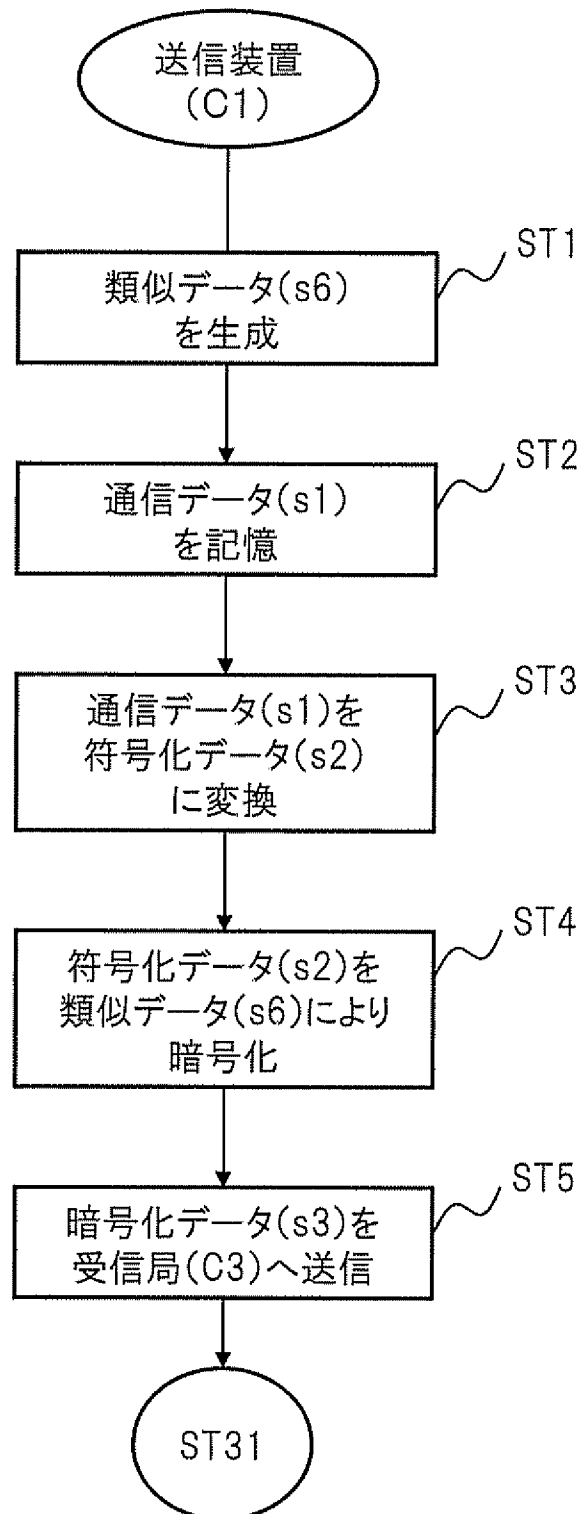 送信装置
(C1)
ST1
類似データ(s6)
を生成
ST2
通信データ(s1)
を記憶
ST3
通信データ(s1)を
符号化データ(s2)
に変換
ST4
符号化データ(s2)を
類似データ(s6)により
暗号化
ST5
暗号化データ(s3)を
受信局(C3)へ送信
ST31